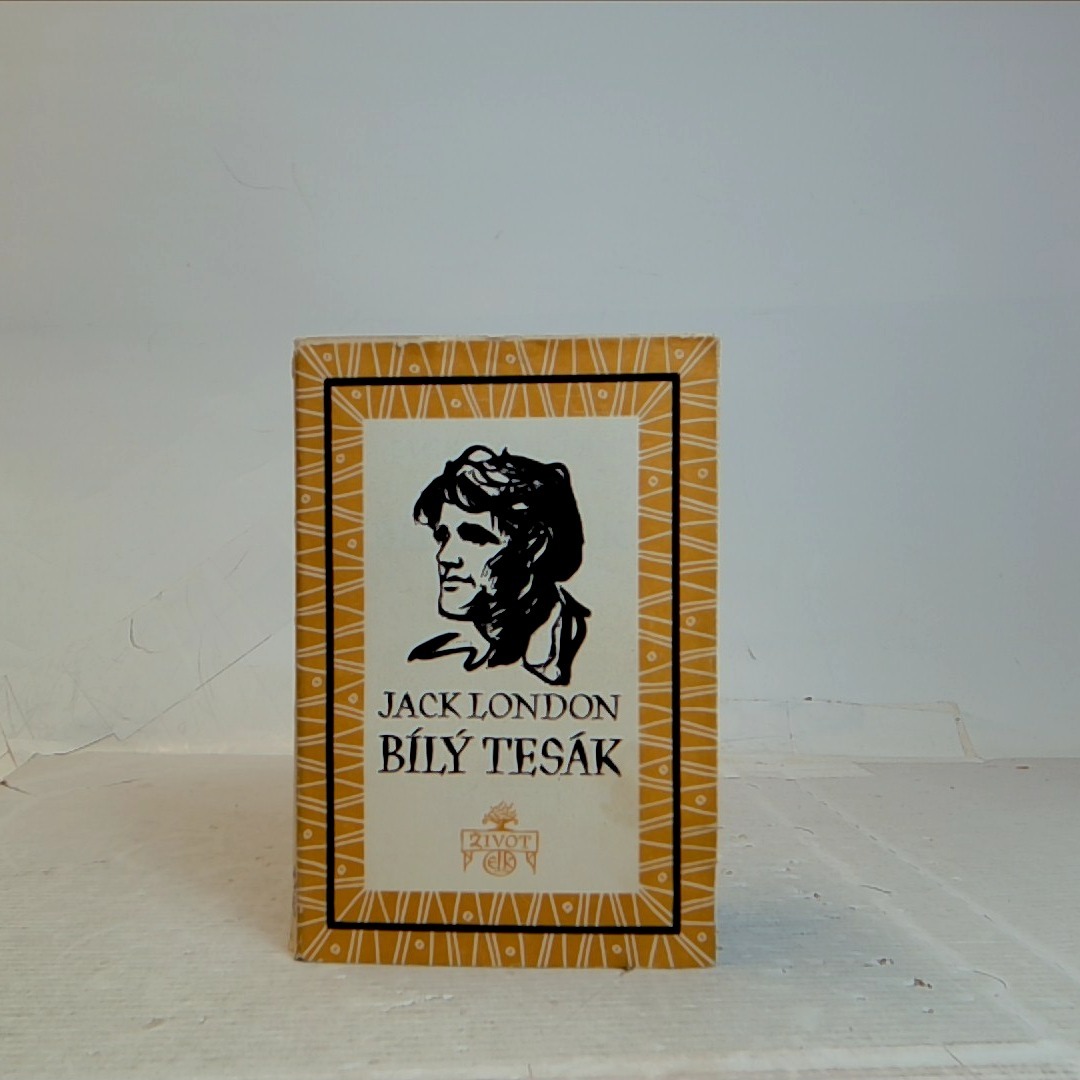 JACK LONDON
BÍLÝ TESÁK
ŽIVOT
ELK